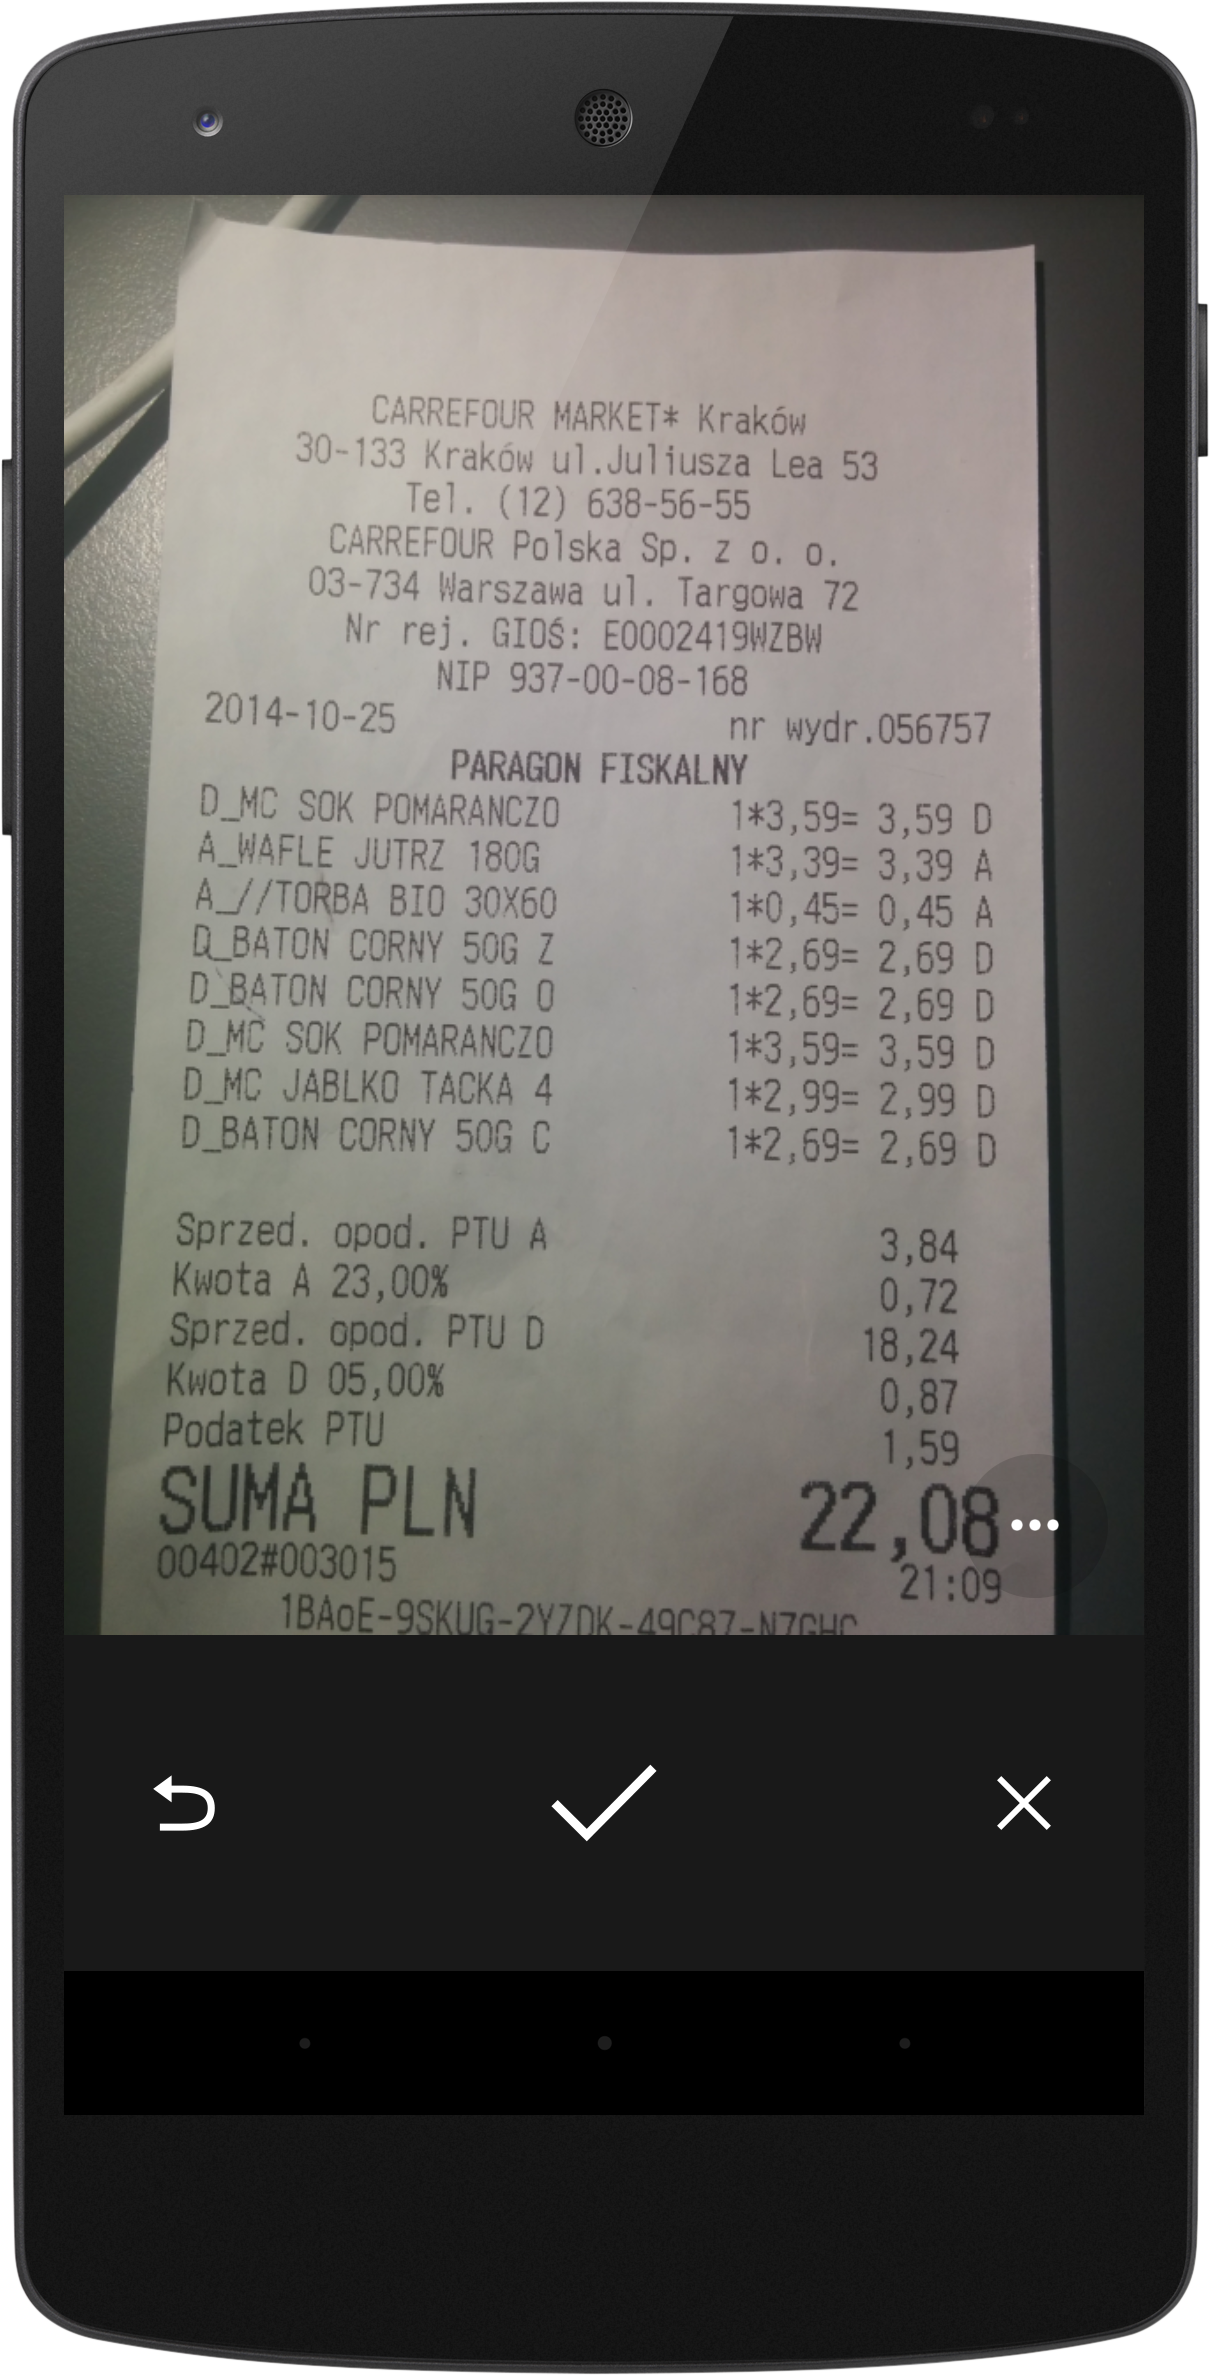 CARREFOUR MARKET* Kraków
30-133 Kraków ul.Juliusza Lea 53
Tel. (12) 638-56-55
CARREFOUR Polska Sp. z o. o.
03-734 Warszawa ul. Targowa 72
Nr rej. GIOŚ: E0002419WZBW
NIP 937-00-08-168
2014-10-25 nr wydr.056757
PARAGON FISKALNY
D_MC SOK POMARANCZO 1*3,59= 3,59 D
A_WAFLE JUTRZ 180G 1*3,39= 3,39 A
A_//TORBA BIO 30X60 1*0,45= 0,45 A
D_BATON CORNY 50G Z 1*2,69= 2,69 D
D_BATON CORNY 50G O 1*2,69= 2,69 D
D_MC SOK POMARANCZO 1*3,59= 3,59 D
D_MC JABLKO TACKA 4 1*2,99= 2,99 D
D_BATON CORNY 50G C 1*2,69= 2,69 D
Sprzed. opod. PTU A 3,84
Kwota A 23,00% 0,72
Sprzed. opod. PTU D 18,24
Kwota D 05,00% 0,87
Podatek PTU 1,59
SUMA PLN 22,08
00402#003015 21:09